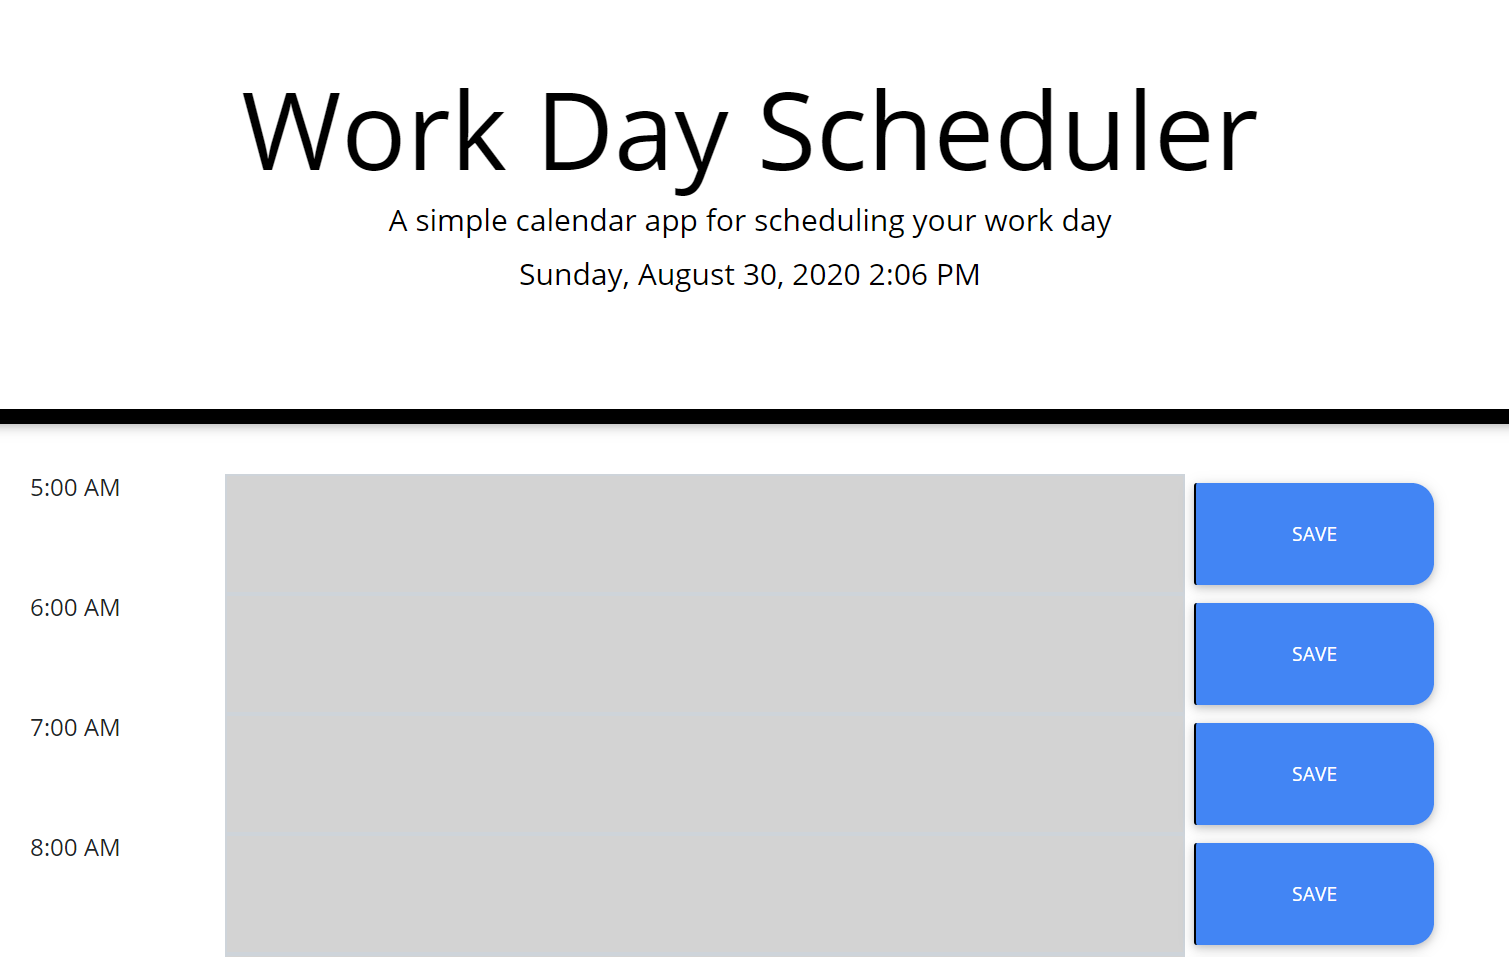 Work Day Scheduler
A simple calendar app for scheduling your work day
Sunday, August 30, 2020 2:06 PM
5:00 AM
SAVE
6:00 AM
SAVE
7:00 AM
SAVE
8:00 AM
SAVE